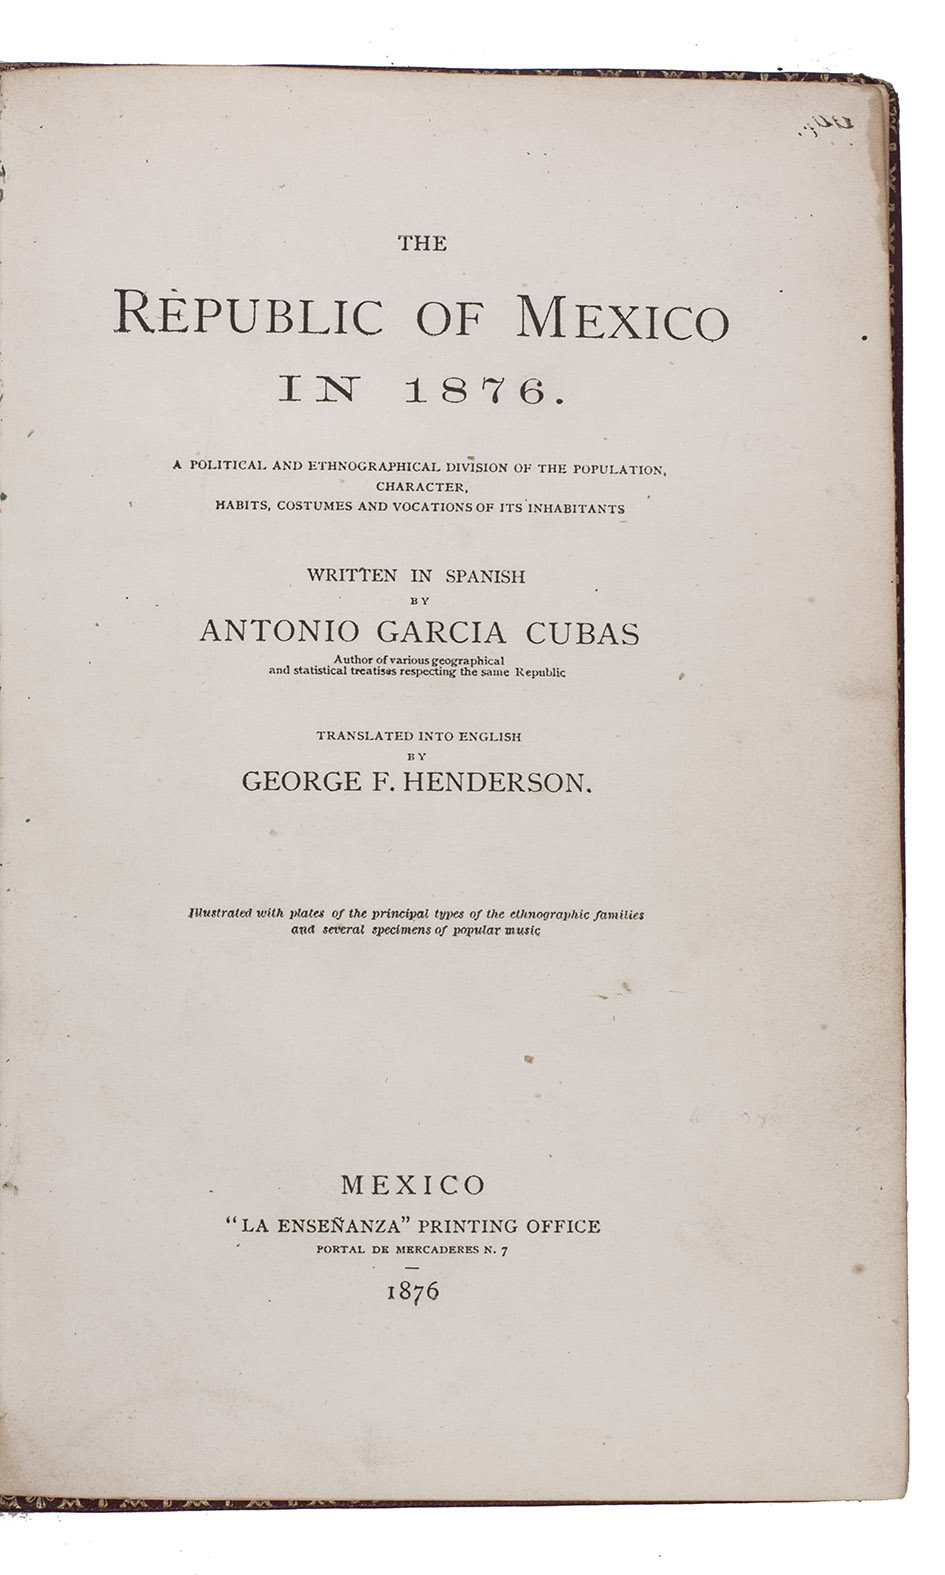 THE
REPUBLIC OF MEXICO
IN 1876.
A POLITICAL AND ETHNOGRAPHICAL DIVISION OF THE POPULATION,
CHARACTER,
HABITS, COSTUMES AND VOCATIONS OF ITS INHABITANTS
WRITTEN IN SPANISH
BY
ANTONIO GARCIA CUBAS
Author of various geographical
and statistical treatises respecting the same Republic
TRANSLATED INTO ENGLISH
BY
GEORGE F. HENDERSON.
Illustrated with plates of the principal types of the ethnographic families
and several specimens of popular music
MEXICO
"LA ENSEÑANZA" PRINTING OFFICE
PORTAL DE MERCADERES N. 7
1876